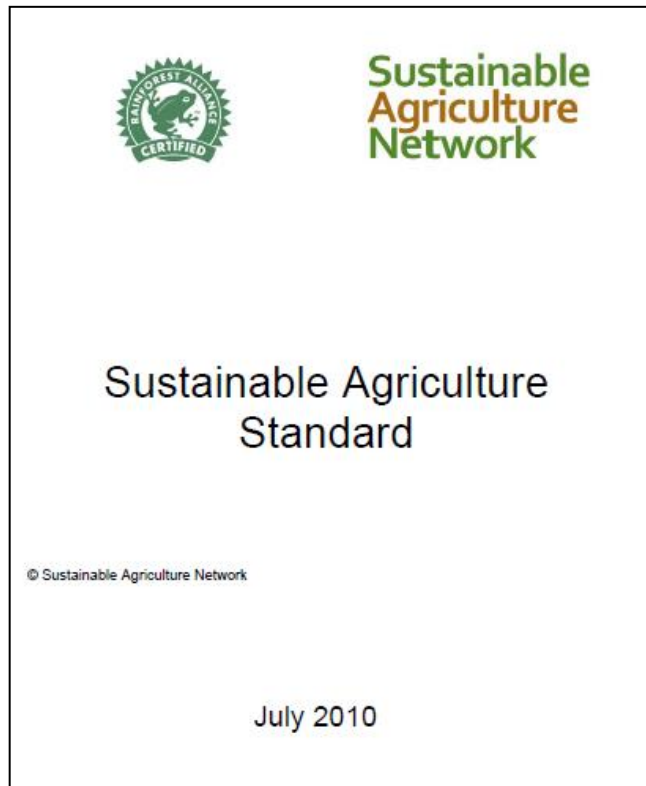 RAINFOREST ALLIANCE
CERTIFIED
Sustainable
Agriculture
Network
Sustainable Agriculture
Standard
© Sustainable Agriculture Network
July 2010